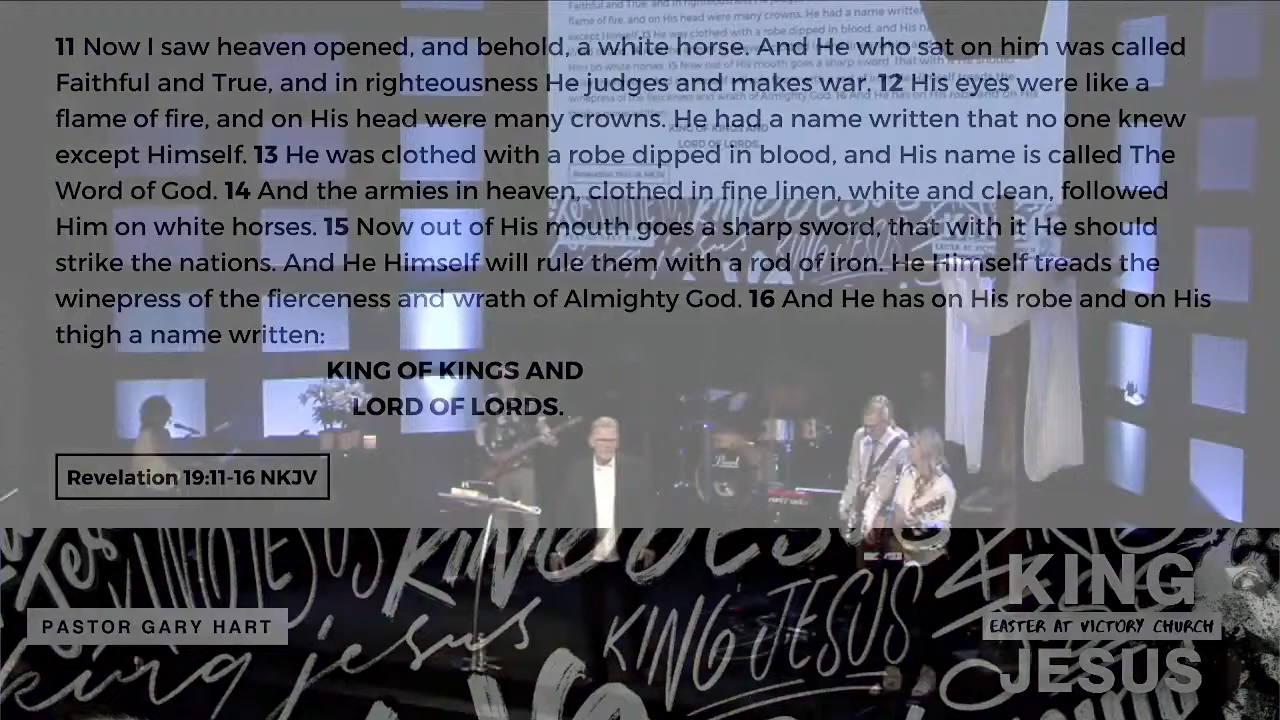 11 Now I saw heaven opened, and behold, a white horse. And He who sat on him was called
Faithful and True, and in righteousness He judges and makes war. 12 His eyes were like a
flame of fire, and on His head were many crowns. He had a name written that no one knew
except Himself. 13 He was clothed with a robe dipped in blood, and His name is called The
Word of God. 14 And the armies in heaven, clothed in fine linen, white and clean, followed
Him on white horses. 15 Now out of His mouth goes a sharp sword, that with it He should
strike the nations. And He Himself will rule them with a rod of iron. He Himself treads the
winepress of the fierceness and wrath of Almighty God. 16 And He has on His robe and on His
thigh a name written:
KING OF KINGS AND
LORD OF LORDS.
Revelation 19:11-16 NKJV
PASTOR GARY HART
king jesus
KING JESUS
KING
EASTER AT VICTORY CHURCH
JESUS